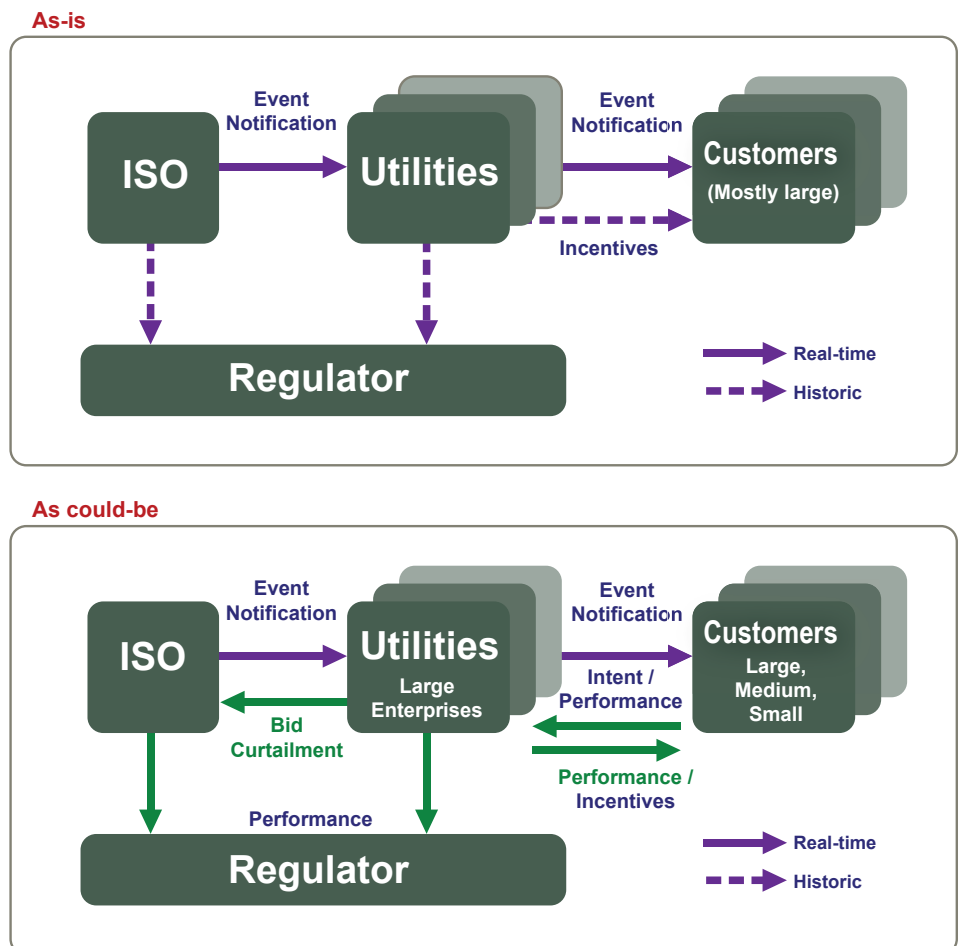 As-is
Event
Notification
Event
Notification
ISO
Utilities
Customers
(Mostly large)
Incentives
Regulator
Real-time
Historic
As could-be
Event
Notification
Event
Notification
ISO
Utilities
Large
Enterprises
Customers
Large,
Medium,
Small
Intent /
Performance
Bid
Curtailment
Performance /
Incentives
Performance
Regulator
Real-time
Historic